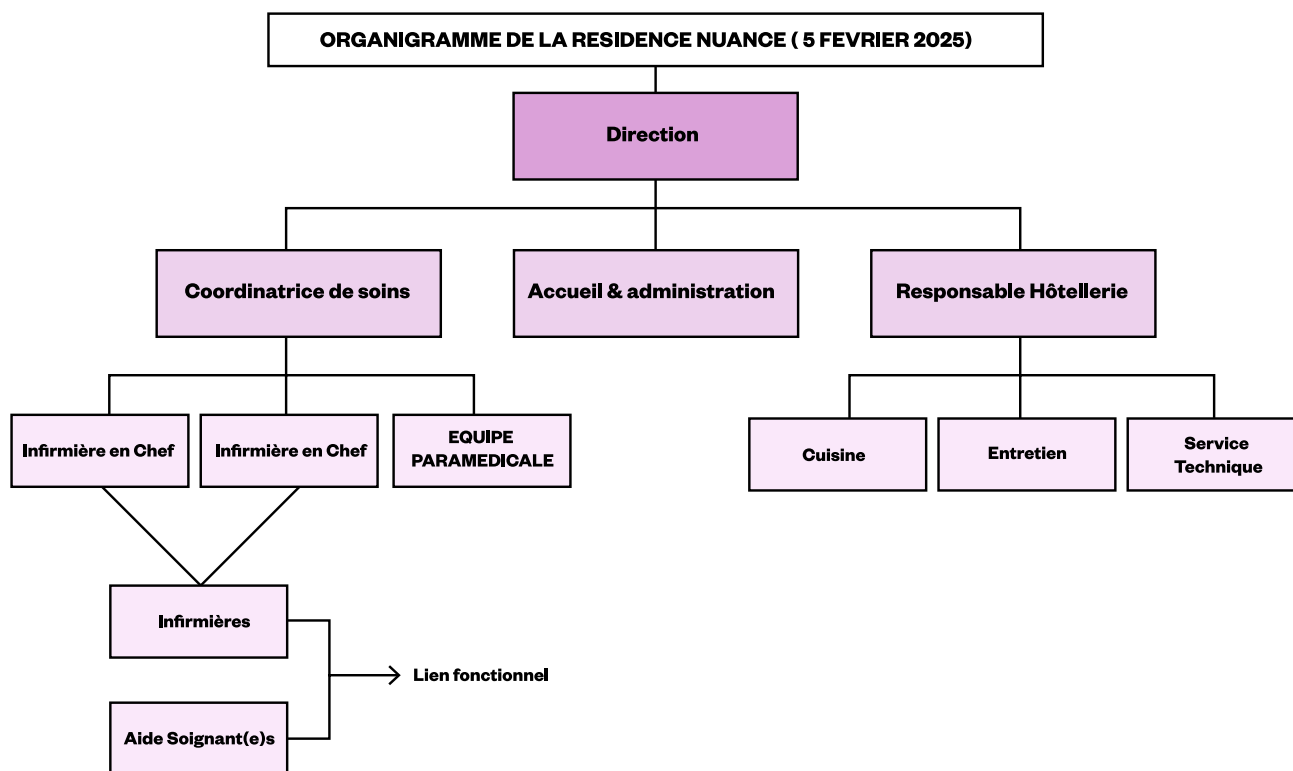 ORGANIGRAMME DE LA RESIDENCE NUANCE ( 5 FEVRIER 2025)
Direction
Coordinatrice de soins
Accueil & administration
Responsable Hôtellerie
Infirmière en Chef
Infirmière en Chef
EQUIPE
PARAMEDICALE
Cuisine
Entretien
Service
Technique
Infirmières
Lien fonctionnel
Aide Soignant(e)s